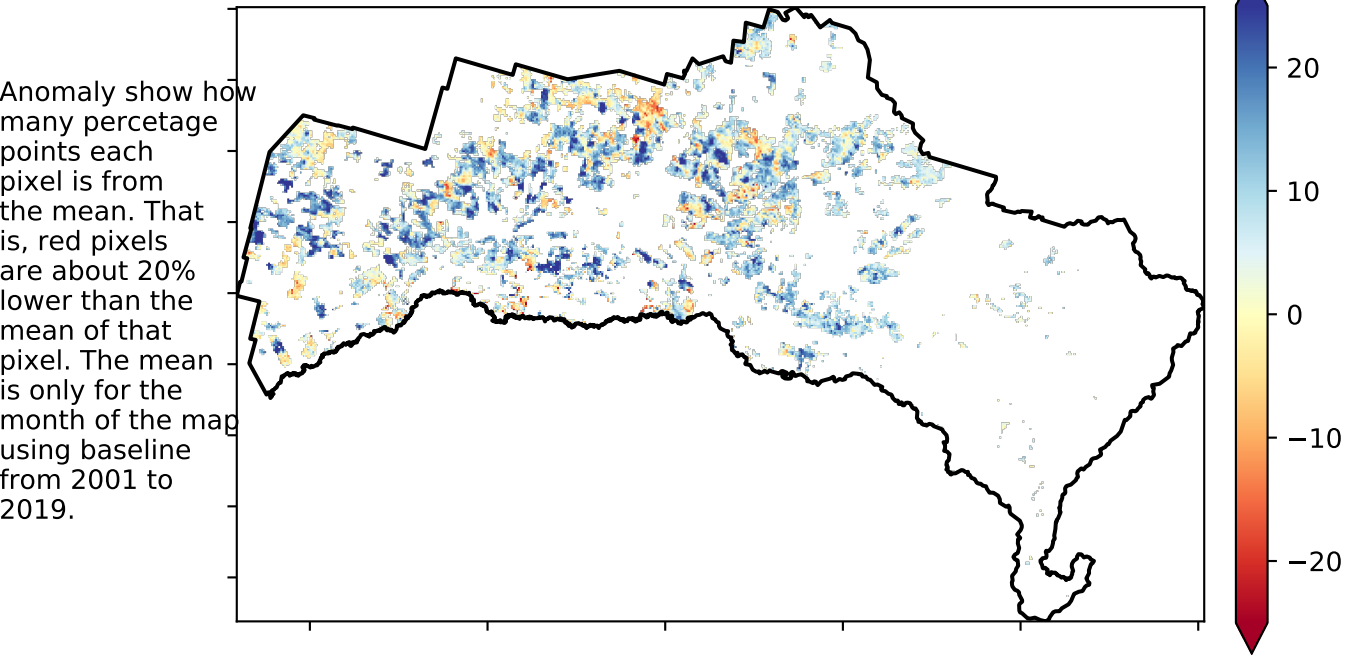 Anomaly show how
many percetage
points each
pixel is from
the mean. That
is, red pixels
are about 20%
lower than the
mean of that
pixel. The mean
is only for the
month of the map
using baseline
from 2001 to
2019.
20
10
0
−10
−20